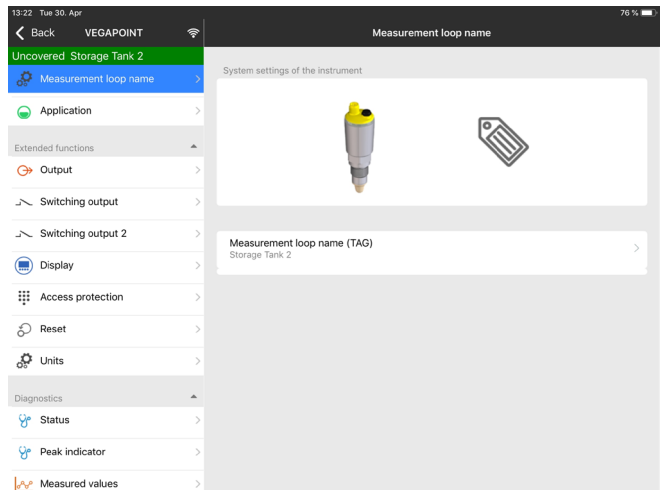 13:22 Tue 30. Apr
76 %
Back VEGAPOINT
Measurement loop name
Uncovered Storage Tank 2
Measurement loop name
Application
Extended functions
Output
Switching output
Switching output 2
Display
Access protection
Reset
Units
Diagnostics
Status
Peak indicator
Measured values
System settings of the instrument
Measurement loop name (TAG)
Storage Tank 2